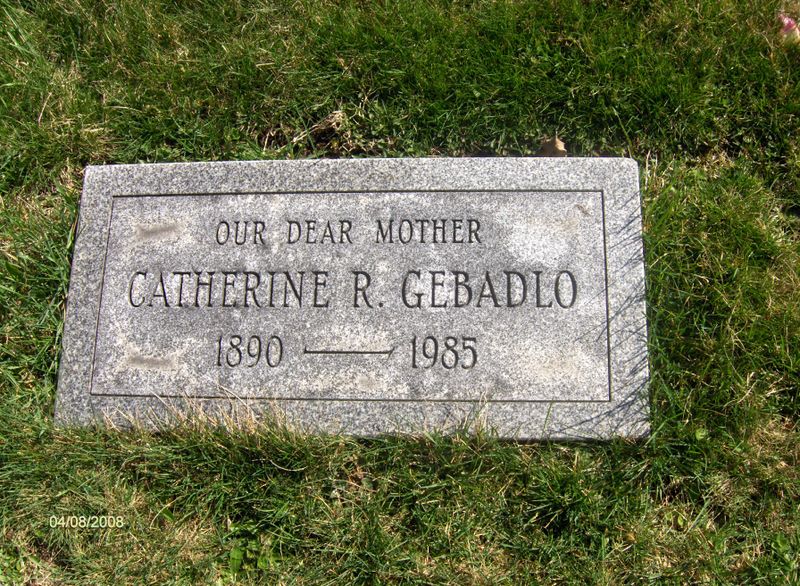 OUR DEAR MOTHER
CATHERINE R. GEBADLO
1890 — 1985
04/08/2008